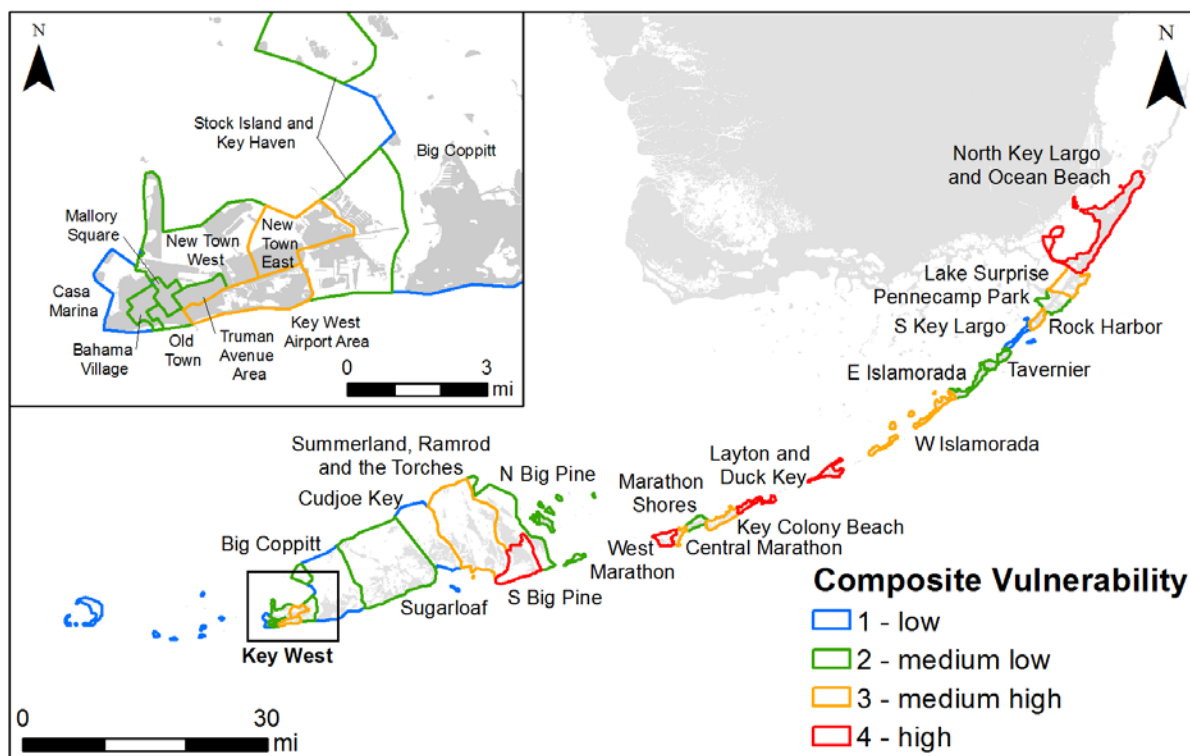 N
Stock Island and
Key Haven
Big Coppitt
Mallory
Square
New Town
West
New
Town
East
Casa
Marina
Bahama
Village
Old
Town
Truman
Avenue
Area
Key West
Airport Area
0 3
mi
N
North Key Largo
and Ocean Beach
Lake Surprise
Pennecamp Park
S Key Largo
Rock Harbor
E Islamorada
Tavernier
W Islamorada
Layton and
Duck Key
Summerland, Ramrod
and the Torches
N Big Pine
Marathon
Shores
Cudjoe Key
Key Colony Beach
Big Coppitt
Central Marathon
West
Marathon
Sugarloaf
S Big Pine
Key West
0 30
mi
Composite Vulnerability
1 - low
2 - medium low
3 - medium high
4 - high